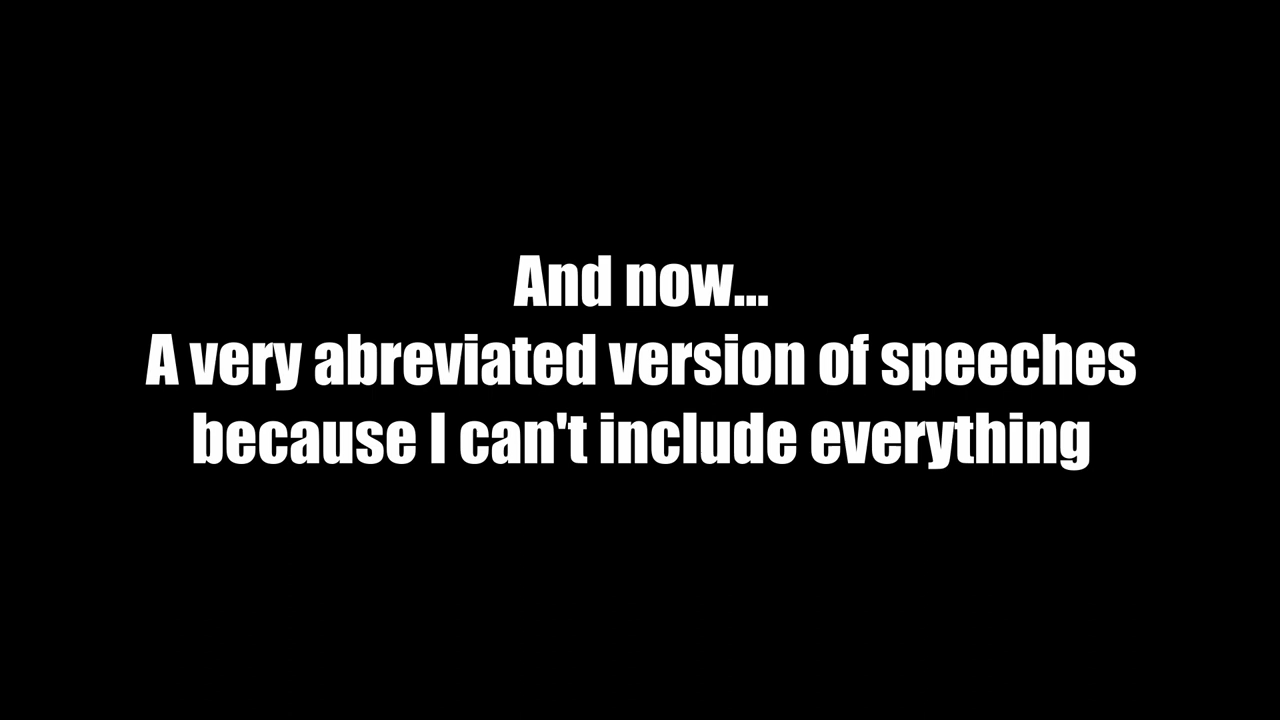 And now...
A very abreviated version of speeches
because I can't include everything